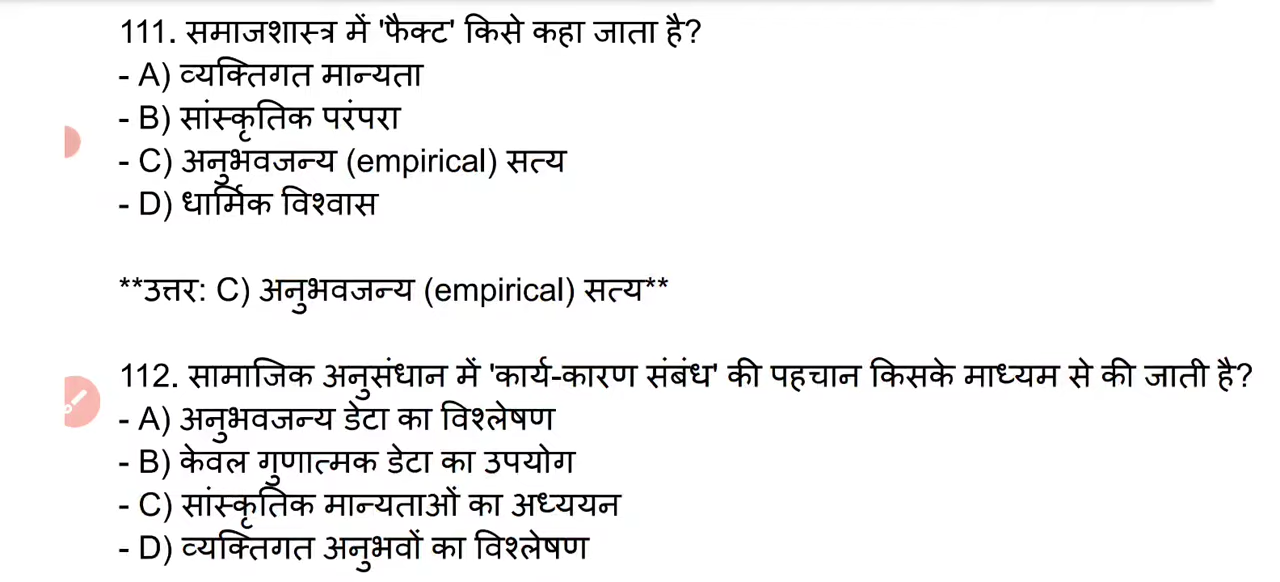 111. समाजशास्त्र में 'फैक्ट' किसे कहा जाता है?
- A) व्यक्तिगत मान्यता
- B) सांस्कृतिक परंपरा
- C) अनुभवजन्य (empirical) सत्य
- D) धार्मिक विश्वास
**उत्तर: C) अनुभवजन्य (empirical) सत्य**
112. सामाजिक अनुसंधान में 'कार्य-कारण संबंध' की पहचान किसके माध्यम से की जाती है?
- A) अनुभवजन्य डेटा का विश्लेषण
- B) केवल गुणात्मक डेटा का उपयोग
- C) सांस्कृतिक मान्यताओं का अध्ययन
- D) व्यक्तिगत अनुभवों का विश्लेषण